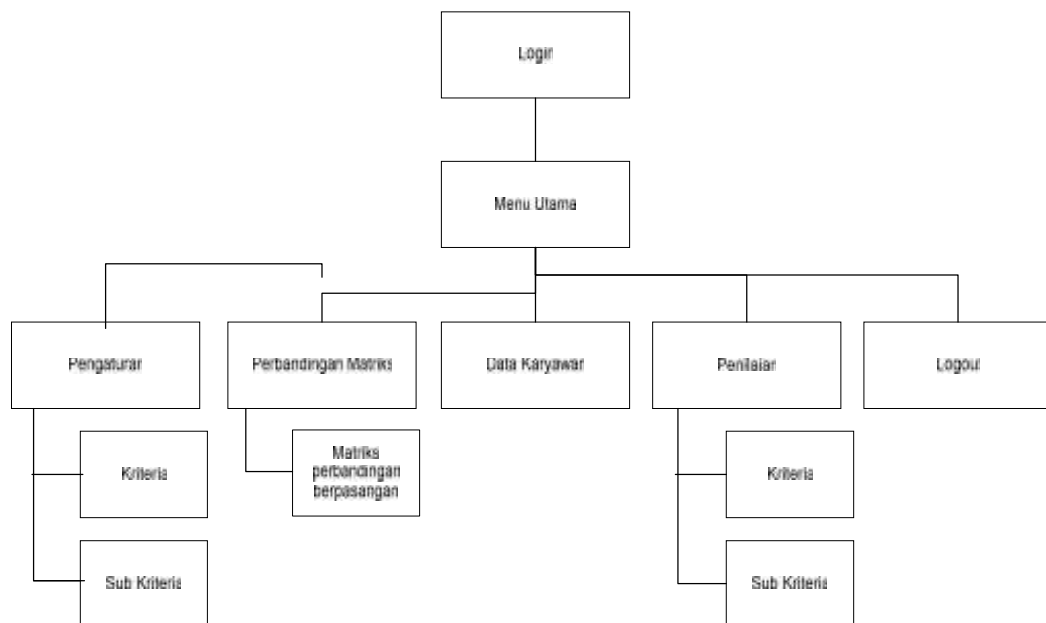 Login
Menu Utama
Pengaturan
Perbandingan Matriks
Data Karyawan
Penilaian
Logout
Kriteria
Matriks
perbandingan
berpasangan
Kriteria
Sub Kriteria
Sub Kriteria